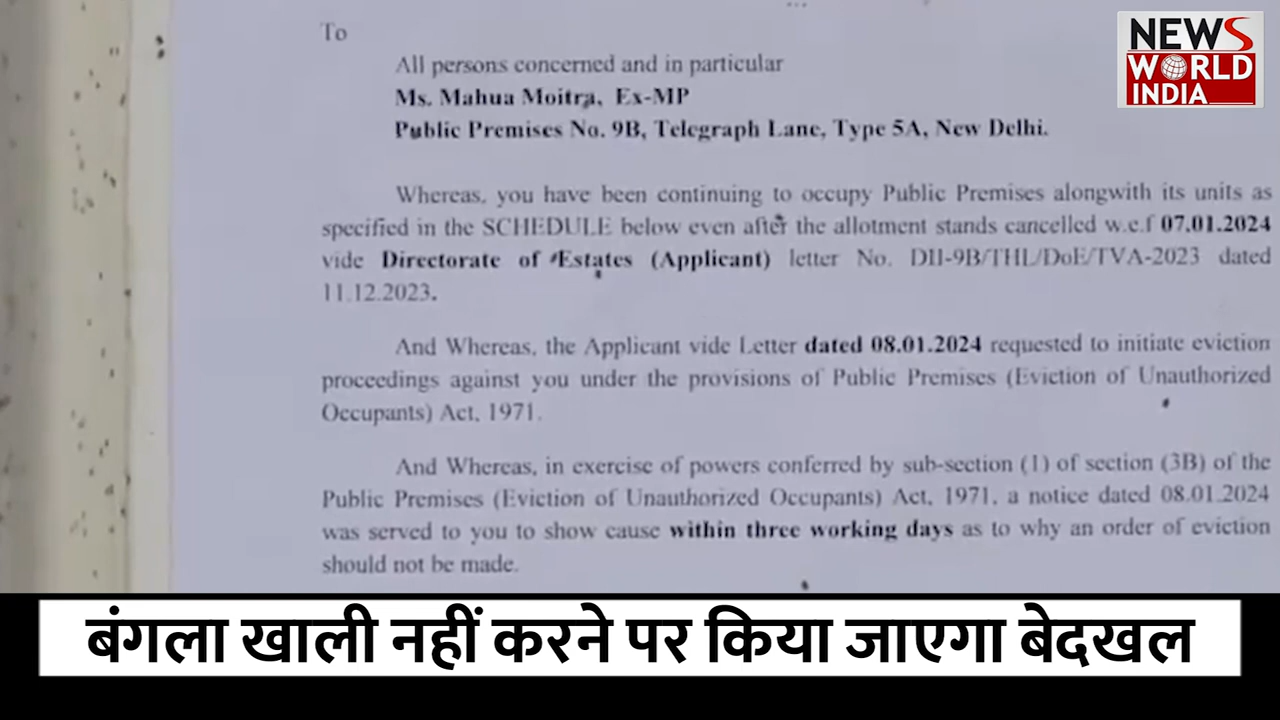 To
NEWS
WORLD
INDIA
All persons concerned and in particular
Ms. Mahua Moitra, Ex-MP
Public Premises No. 9B, Telegraph Lane, Type 5A, New Delhi.
Whereas, you have been continuing to occupy Public Premises alongwith its units as
specified in the SCHEDULE below even after the allotment stands cancelled w.e.f 07.01.2024
vide Directorate of Estates (Applicant) letter No. DII-9B/THL/DoE/TVA-2023 dated
11.12.2023.
And Whereas, the Applicant vide Letter dated 08.01.2024 requested to initiate eviction
proceedings against you under the provisions of Public Premises (Eviction of Unauthorized
Occupants) Act, 1971.
And Whereas, in exercise of powers conferred by sub-section (1) of section (3B) of the
Public Premises (Eviction of Unauthorized Occupants) Act, 1971, a notice dated 08.01.2024
was served to you to show cause within three working days as to why an order of eviction
should not be made.
बंगला खाली नहीं करने पर किया जाएगा बेदखल